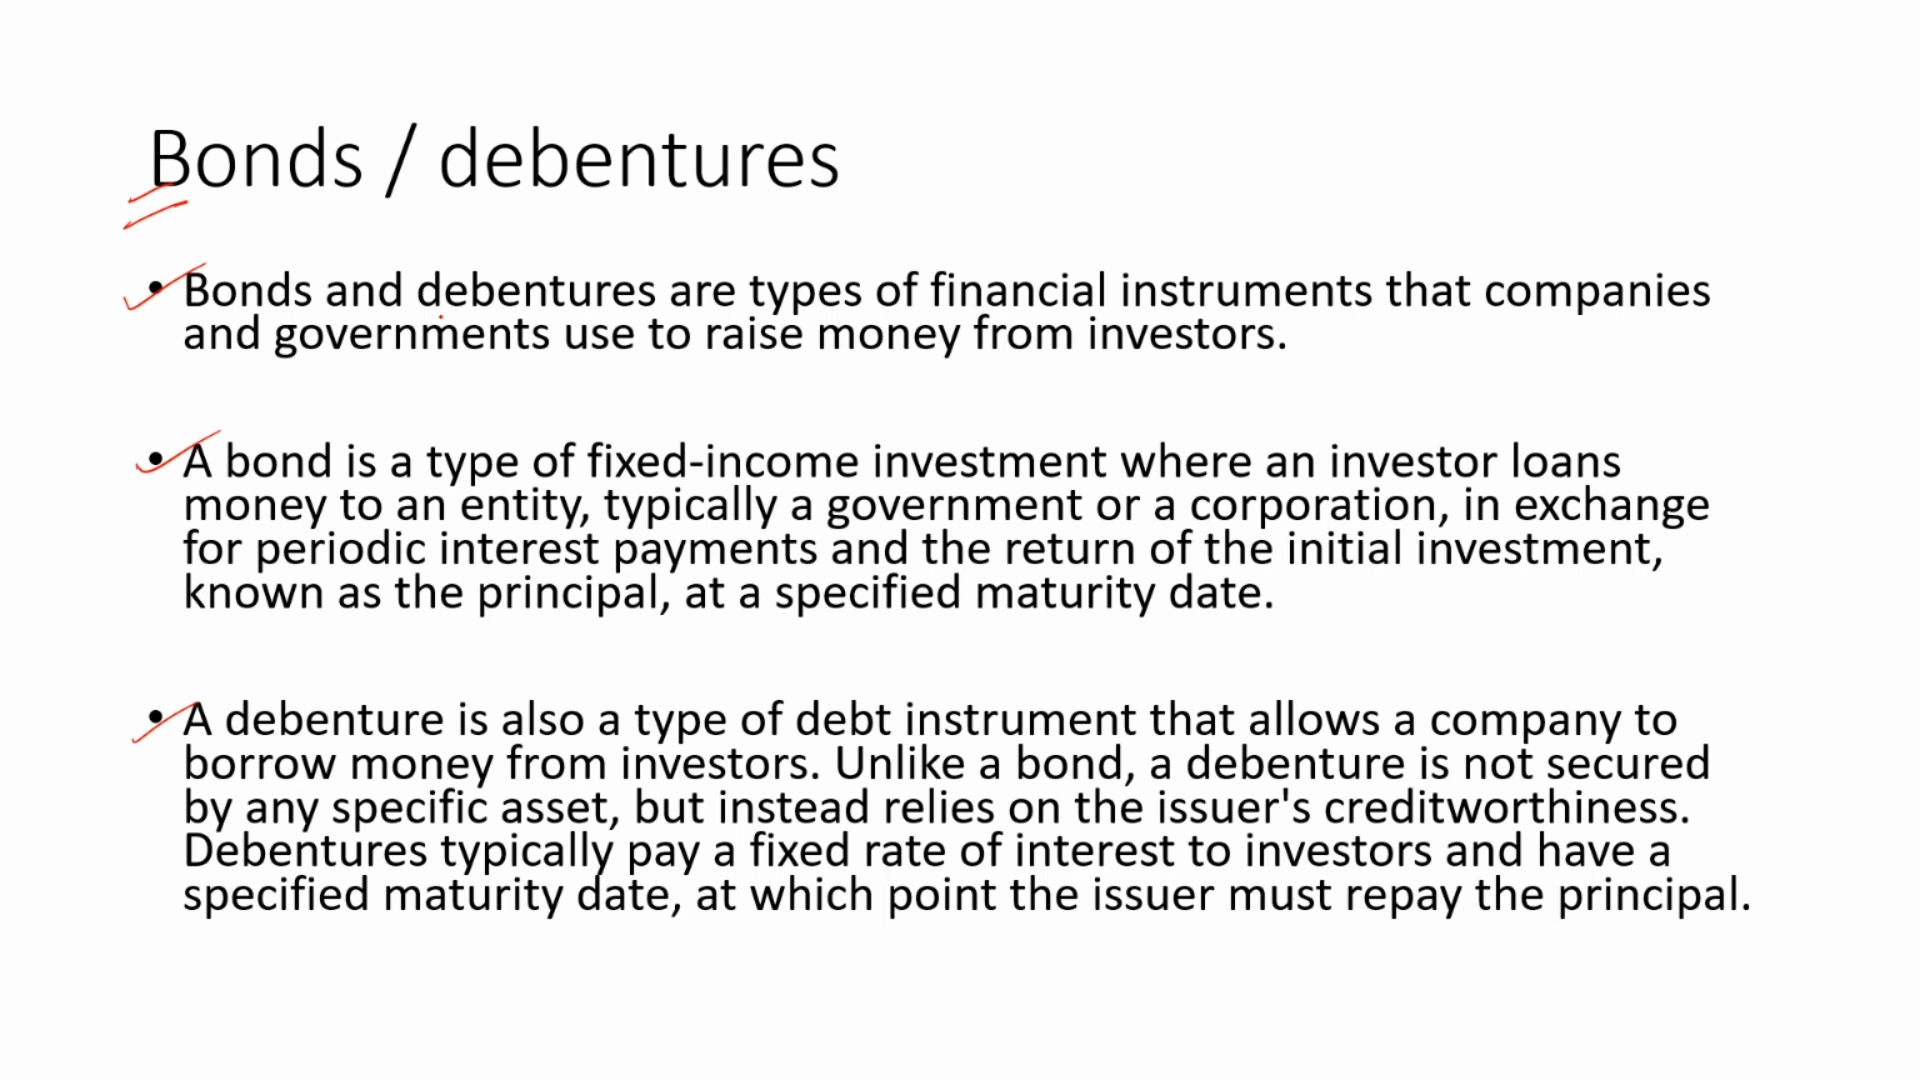 Bonds / debentures
• Bonds and debentures are types of financial instruments that companies
and governments use to raise money from investors.
• A bond is a type of fixed-income investment where an investor loans
money to an entity, typically a government or a corporation, in exchange
for periodic interest payments and the return of the initial investment,
known as the principal, at a specified maturity date.
• A debenture is also a type of debt instrument that allows a company to
borrow money from investors. Unlike a bond, a debenture is not secured
by any specific asset, but instead relies on the issuer's creditworthiness.
Debentures typically pay a fixed rate of interest to investors and have a
specified maturity date, at which point the issuer must repay the principal.